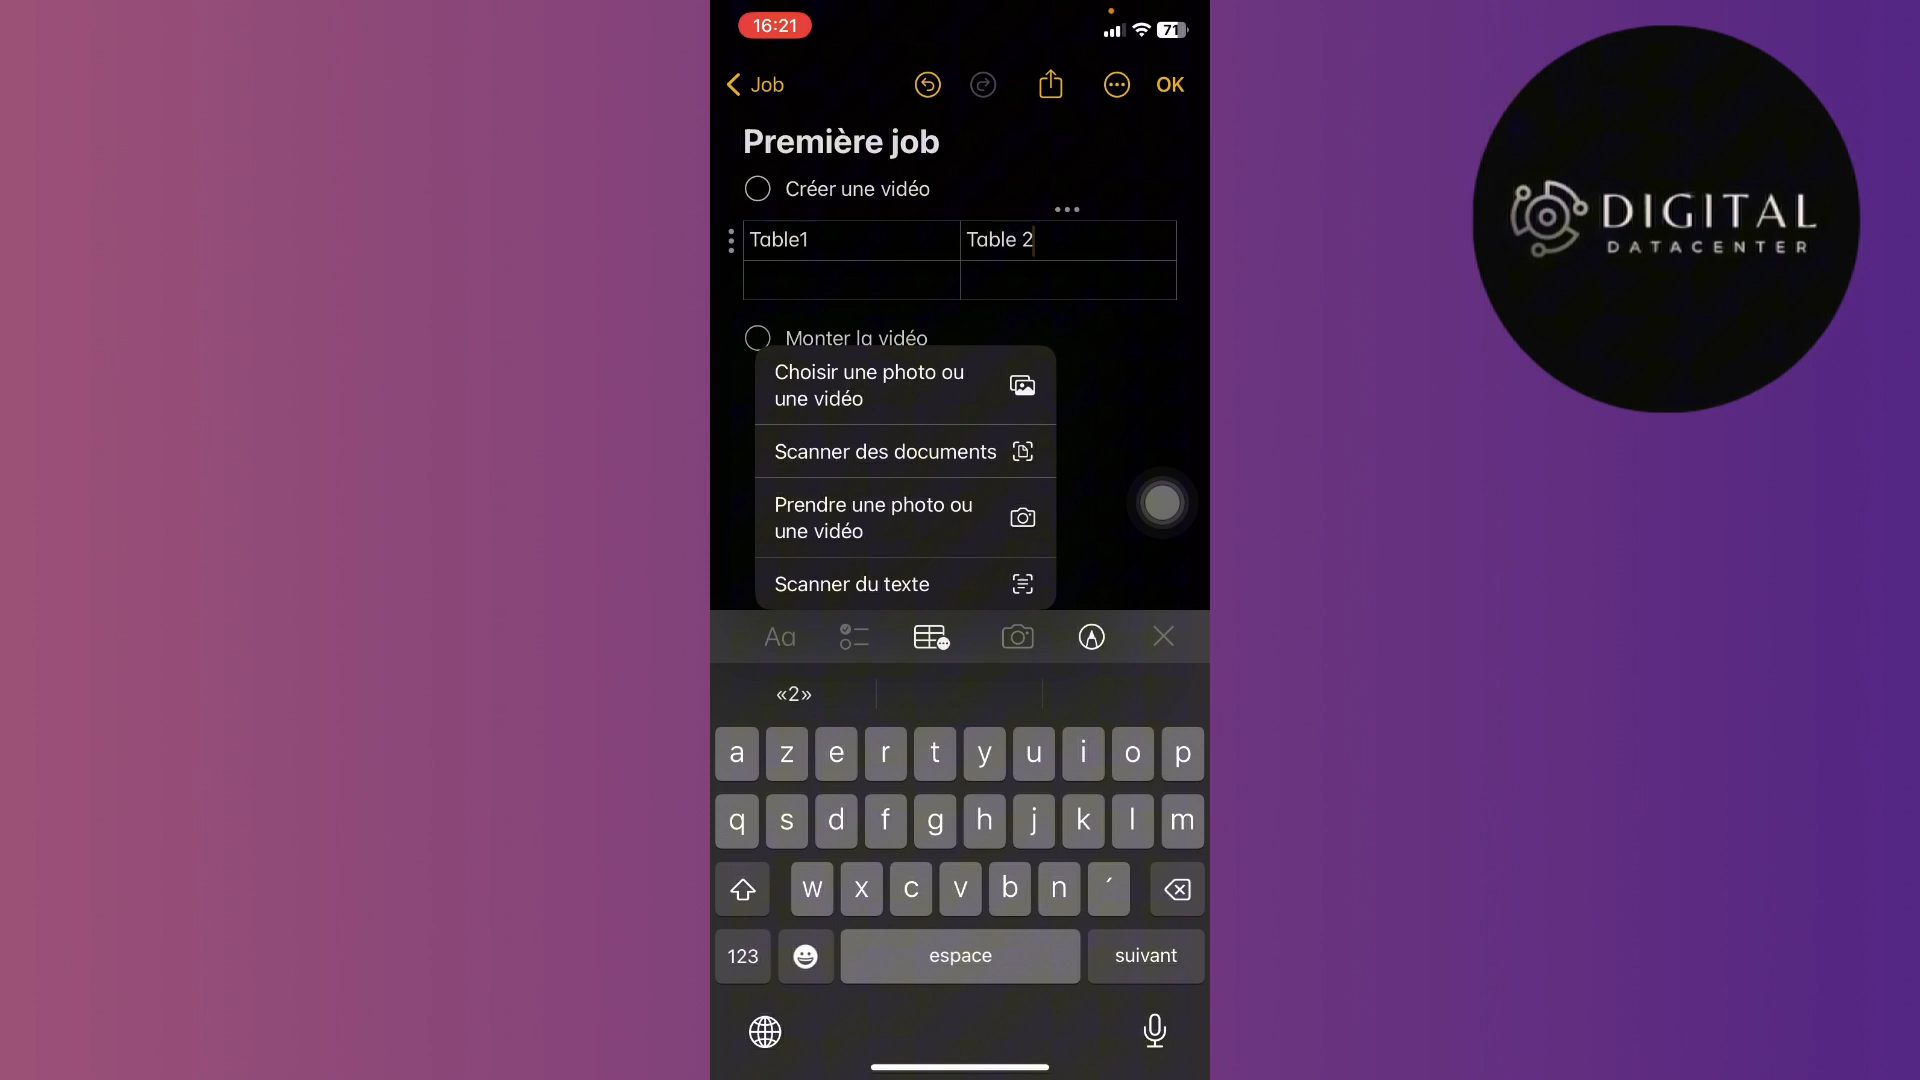 16:21
71
Job
OK
Première job
Créer une vidéo
Table1
Table 2
Monter la vidéo
Choisir une photo ou
une vidéo
Scanner des documents
Prendre une photo ou
une vidéo
Scanner du texte
Aa
«2»
a z e r t y u i o p
q s d f g h j k l m
w x c v b n ´
123
espace
suivant
DIGITAL
DATACENTER